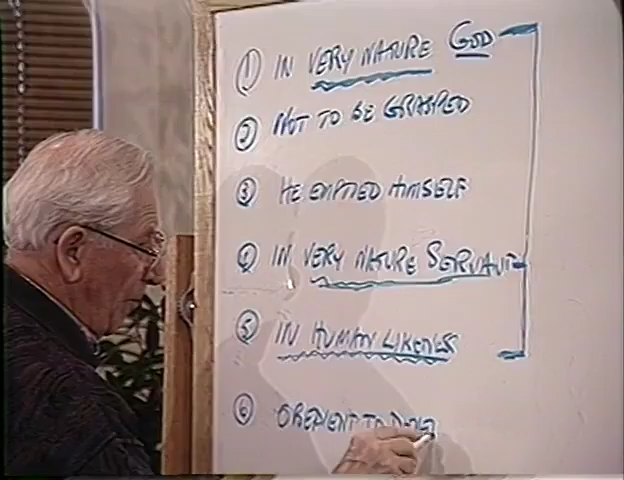 ① IN VERY NATURE GOD
② NOT TO BE GRASPED
③ HE EMPTIED HIMSELF
④ IN VERY NATURE SERVANT
⑤ IN HUMAN LIKENESS
⑥ OBEDIENT TO